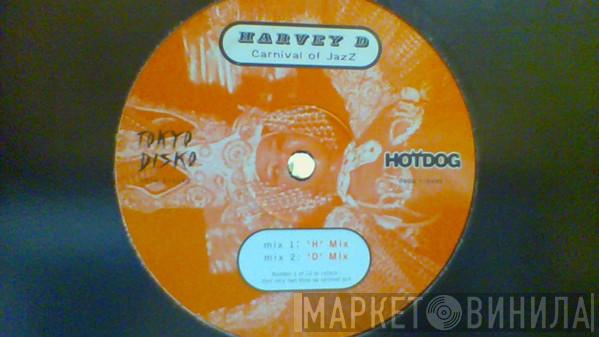 HARVEY D
Carnival of JazZ
TOKYO
DISKO
HOTDOG
mix 1: 'H' Mix
mix 2: 'D' Mix
МАРКЕТ ВИНИЛА